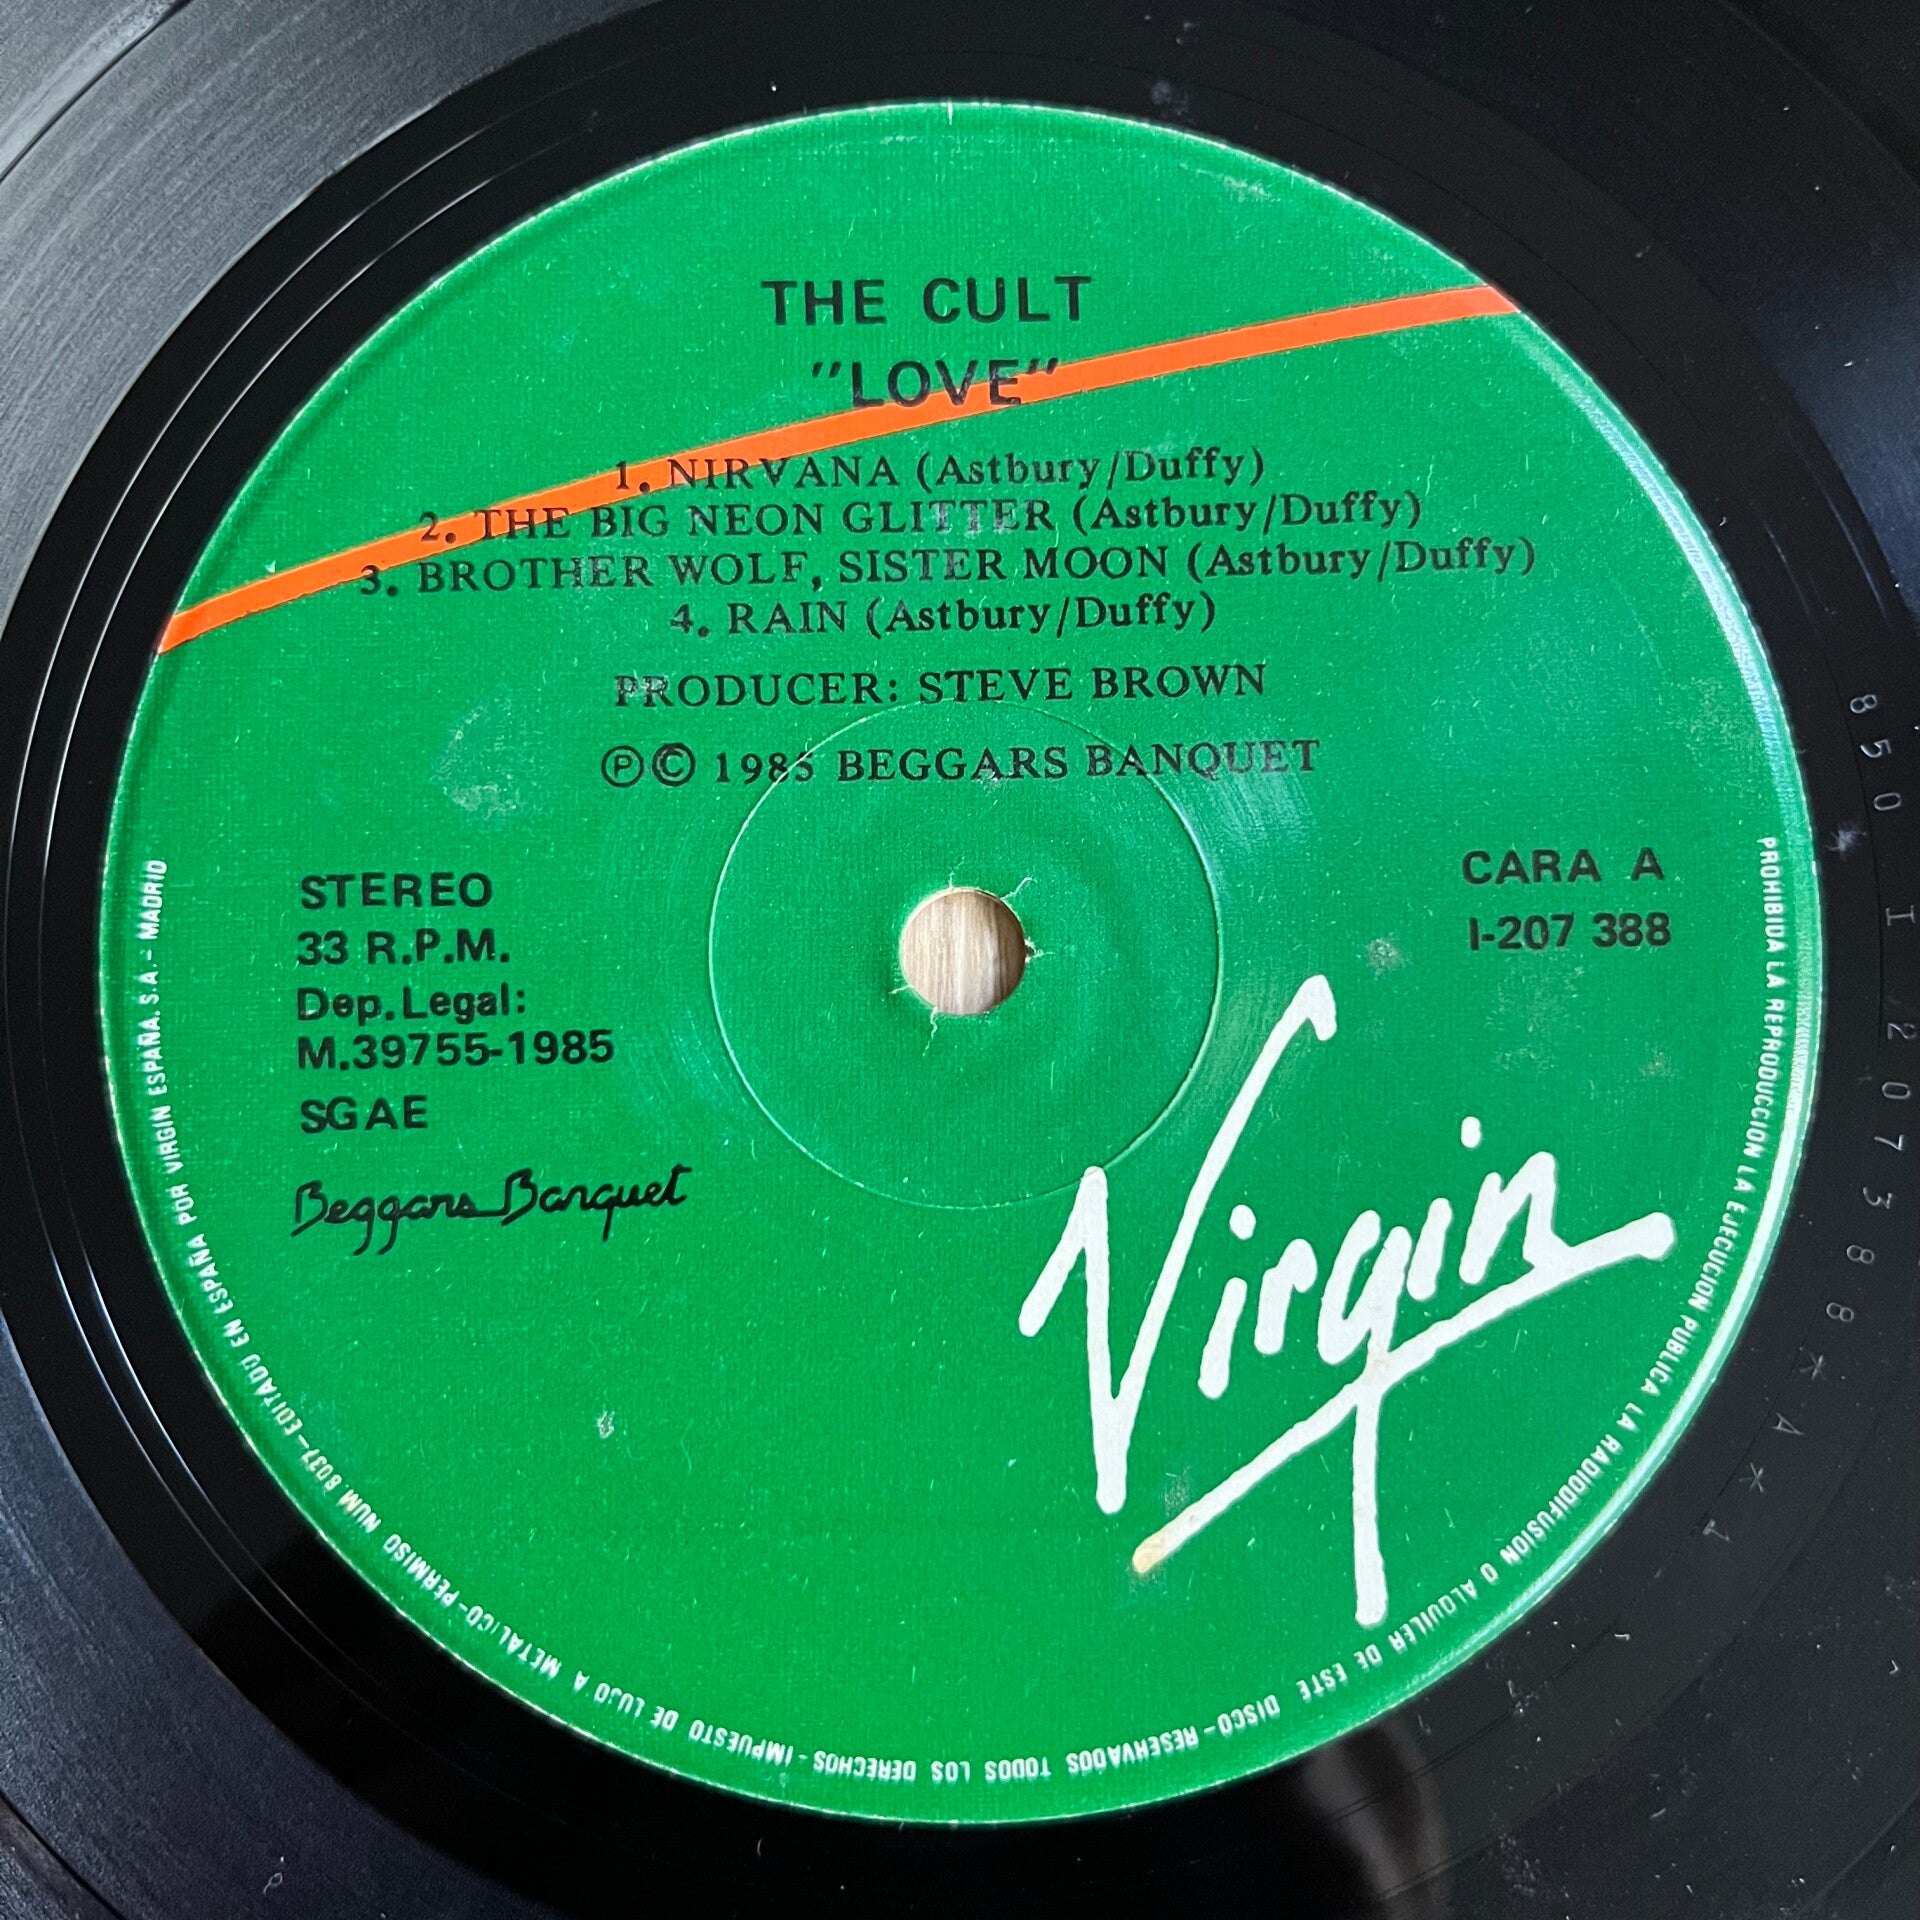 THE CULT
"LOVE"
1. NIRVANA (Astbury/Duffy)
2. THE BIG NEON GLITTER (Astbury/Duffy)
3. BROTHER WOLF, SISTER MOON (Astbury/Duffy)
4. RAIN (Astbury/Duffy)
PRODUCER: STEVE BROWN
Ⓟ© 1985 BEGGARS BANQUET
STEREO
33 R.P.M.
Dep.Legal:
M.39755-1985
SGAE
Beggars Banquet
CARA A
I-207 388
Virgin
PROHIBIDA LA REPRODUCCION LA EJECUCION PUBLICA LA RADIODIFUSION O ALQUILER DE ESTE DISCO-RESERVADOS TODOS LOS DERECHOS-IMPUESTO DE LUJO A METALICO-PERMISO NUM 8037-EDITADO EN ESPAÑA POR VIRGIN ESPAÑA, S.A.-MADRID
850 I 207388*A*1